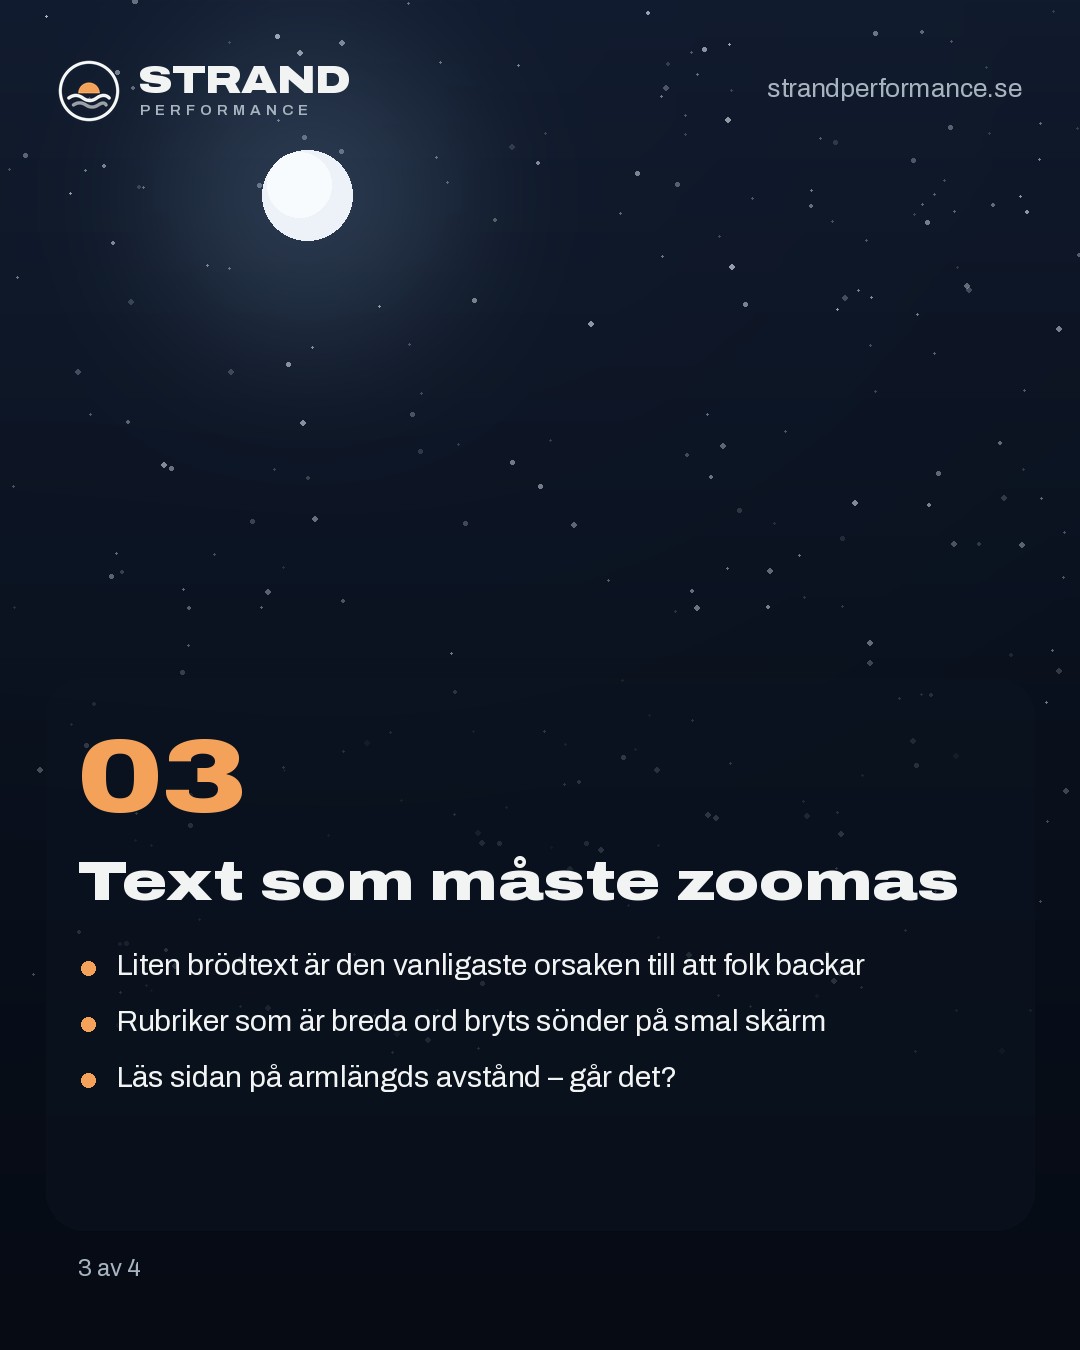 STRAND
PERFORMANCE
strandperformance.se
03
Text som måste zoomas
Liten brödtext är den vanligaste orsaken till att folk backar
Rubriker som är breda ord bryts sönder på smal skärm
Läs sidan på armlängds avstånd – går det?
3 av 4